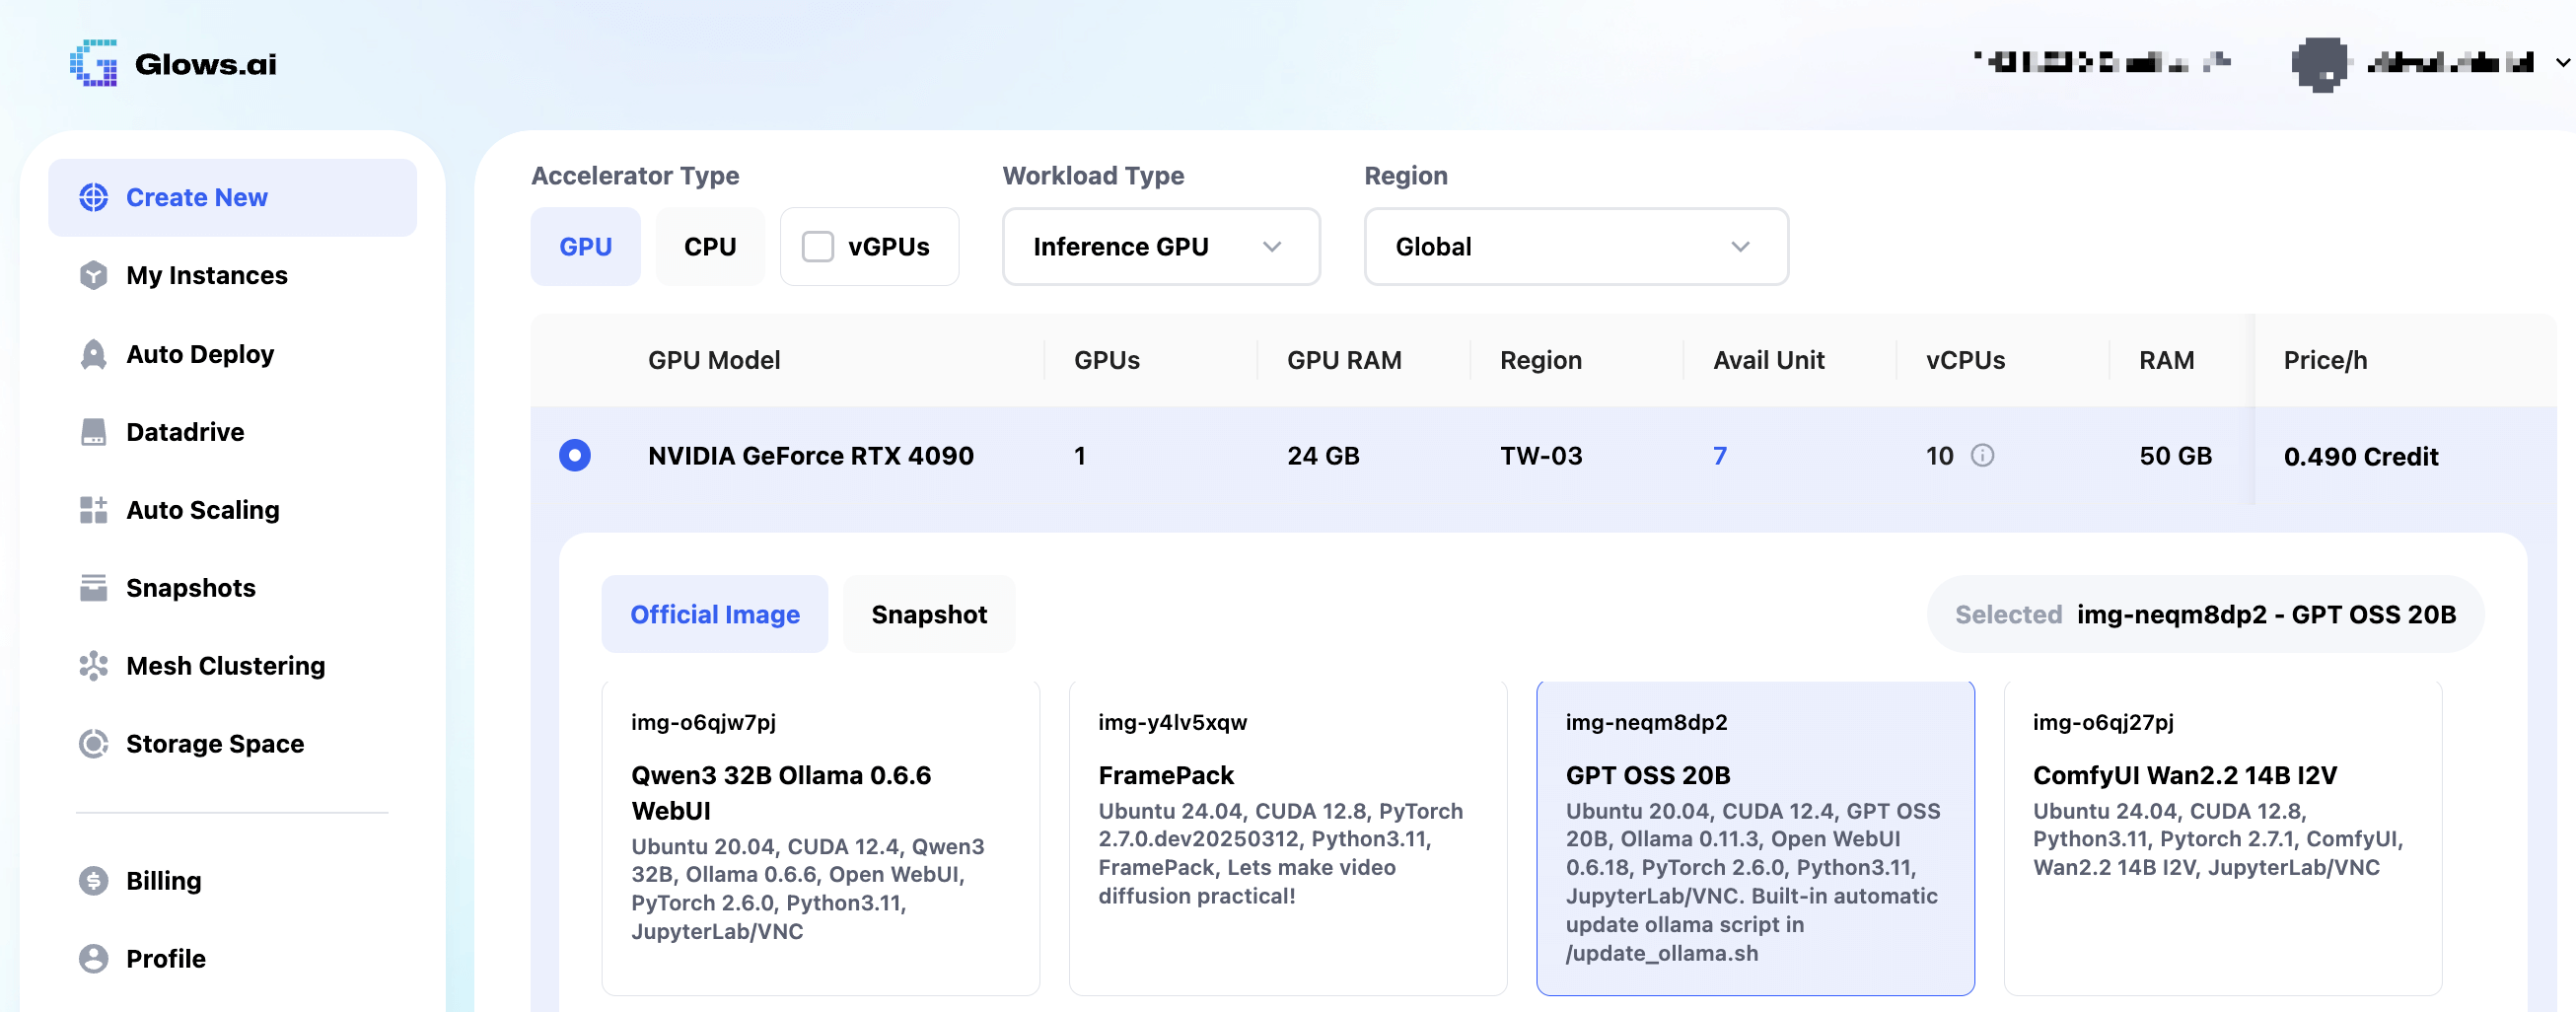 Glows.ai
Create New
My Instances
Auto Deploy
Datadrive
Auto Scaling
Snapshots
Mesh Clustering
Storage Space
Billing
Profile
Accelerator Type
Workload Type
Region
GPU
CPU
vGPUs
Inference GPU
Global
GPU Model
GPUs
GPU RAM
Region
Avail Unit
vCPUs
RAM
Price/h
NVIDIA GeForce RTX 4090
1
24 GB
TW-03
7
10
50 GB
0.490 Credit
Official Image
Snapshot
Selected img-neqm8dp2 - GPT OSS 20B
img-o6qjw7pj
Qwen3 32B Ollama 0.6.6
WebUI
Ubuntu 20.04, CUDA 12.4, Qwen3
32B, Ollama 0.6.6, Open WebUI,
PyTorch 2.6.0, Python3.11,
JupyterLab/VNC
img-y4lv5xqw
FramePack
Ubuntu 24.04, CUDA 12.8, PyTorch
2.7.0.dev20250312, Python3.11,
FramePack, Lets make video
diffusion practical!
img-neqm8dp2
GPT OSS 20B
Ubuntu 20.04, CUDA 12.4, GPT OSS
20B, Ollama 0.11.3, Open WebUI
0.6.18, PyTorch 2.6.0, Python3.11,
JupyterLab/VNC. Built-in automatic
update ollama script in
/update_ollama.sh
img-o6qj27pj
ComfyUI Wan2.2 14B I2V
Ubuntu 24.04, CUDA 12.8,
Python3.11, Pytorch 2.7.1, ComfyUI,
Wan2.2 14B I2V, JupyterLab/VNC